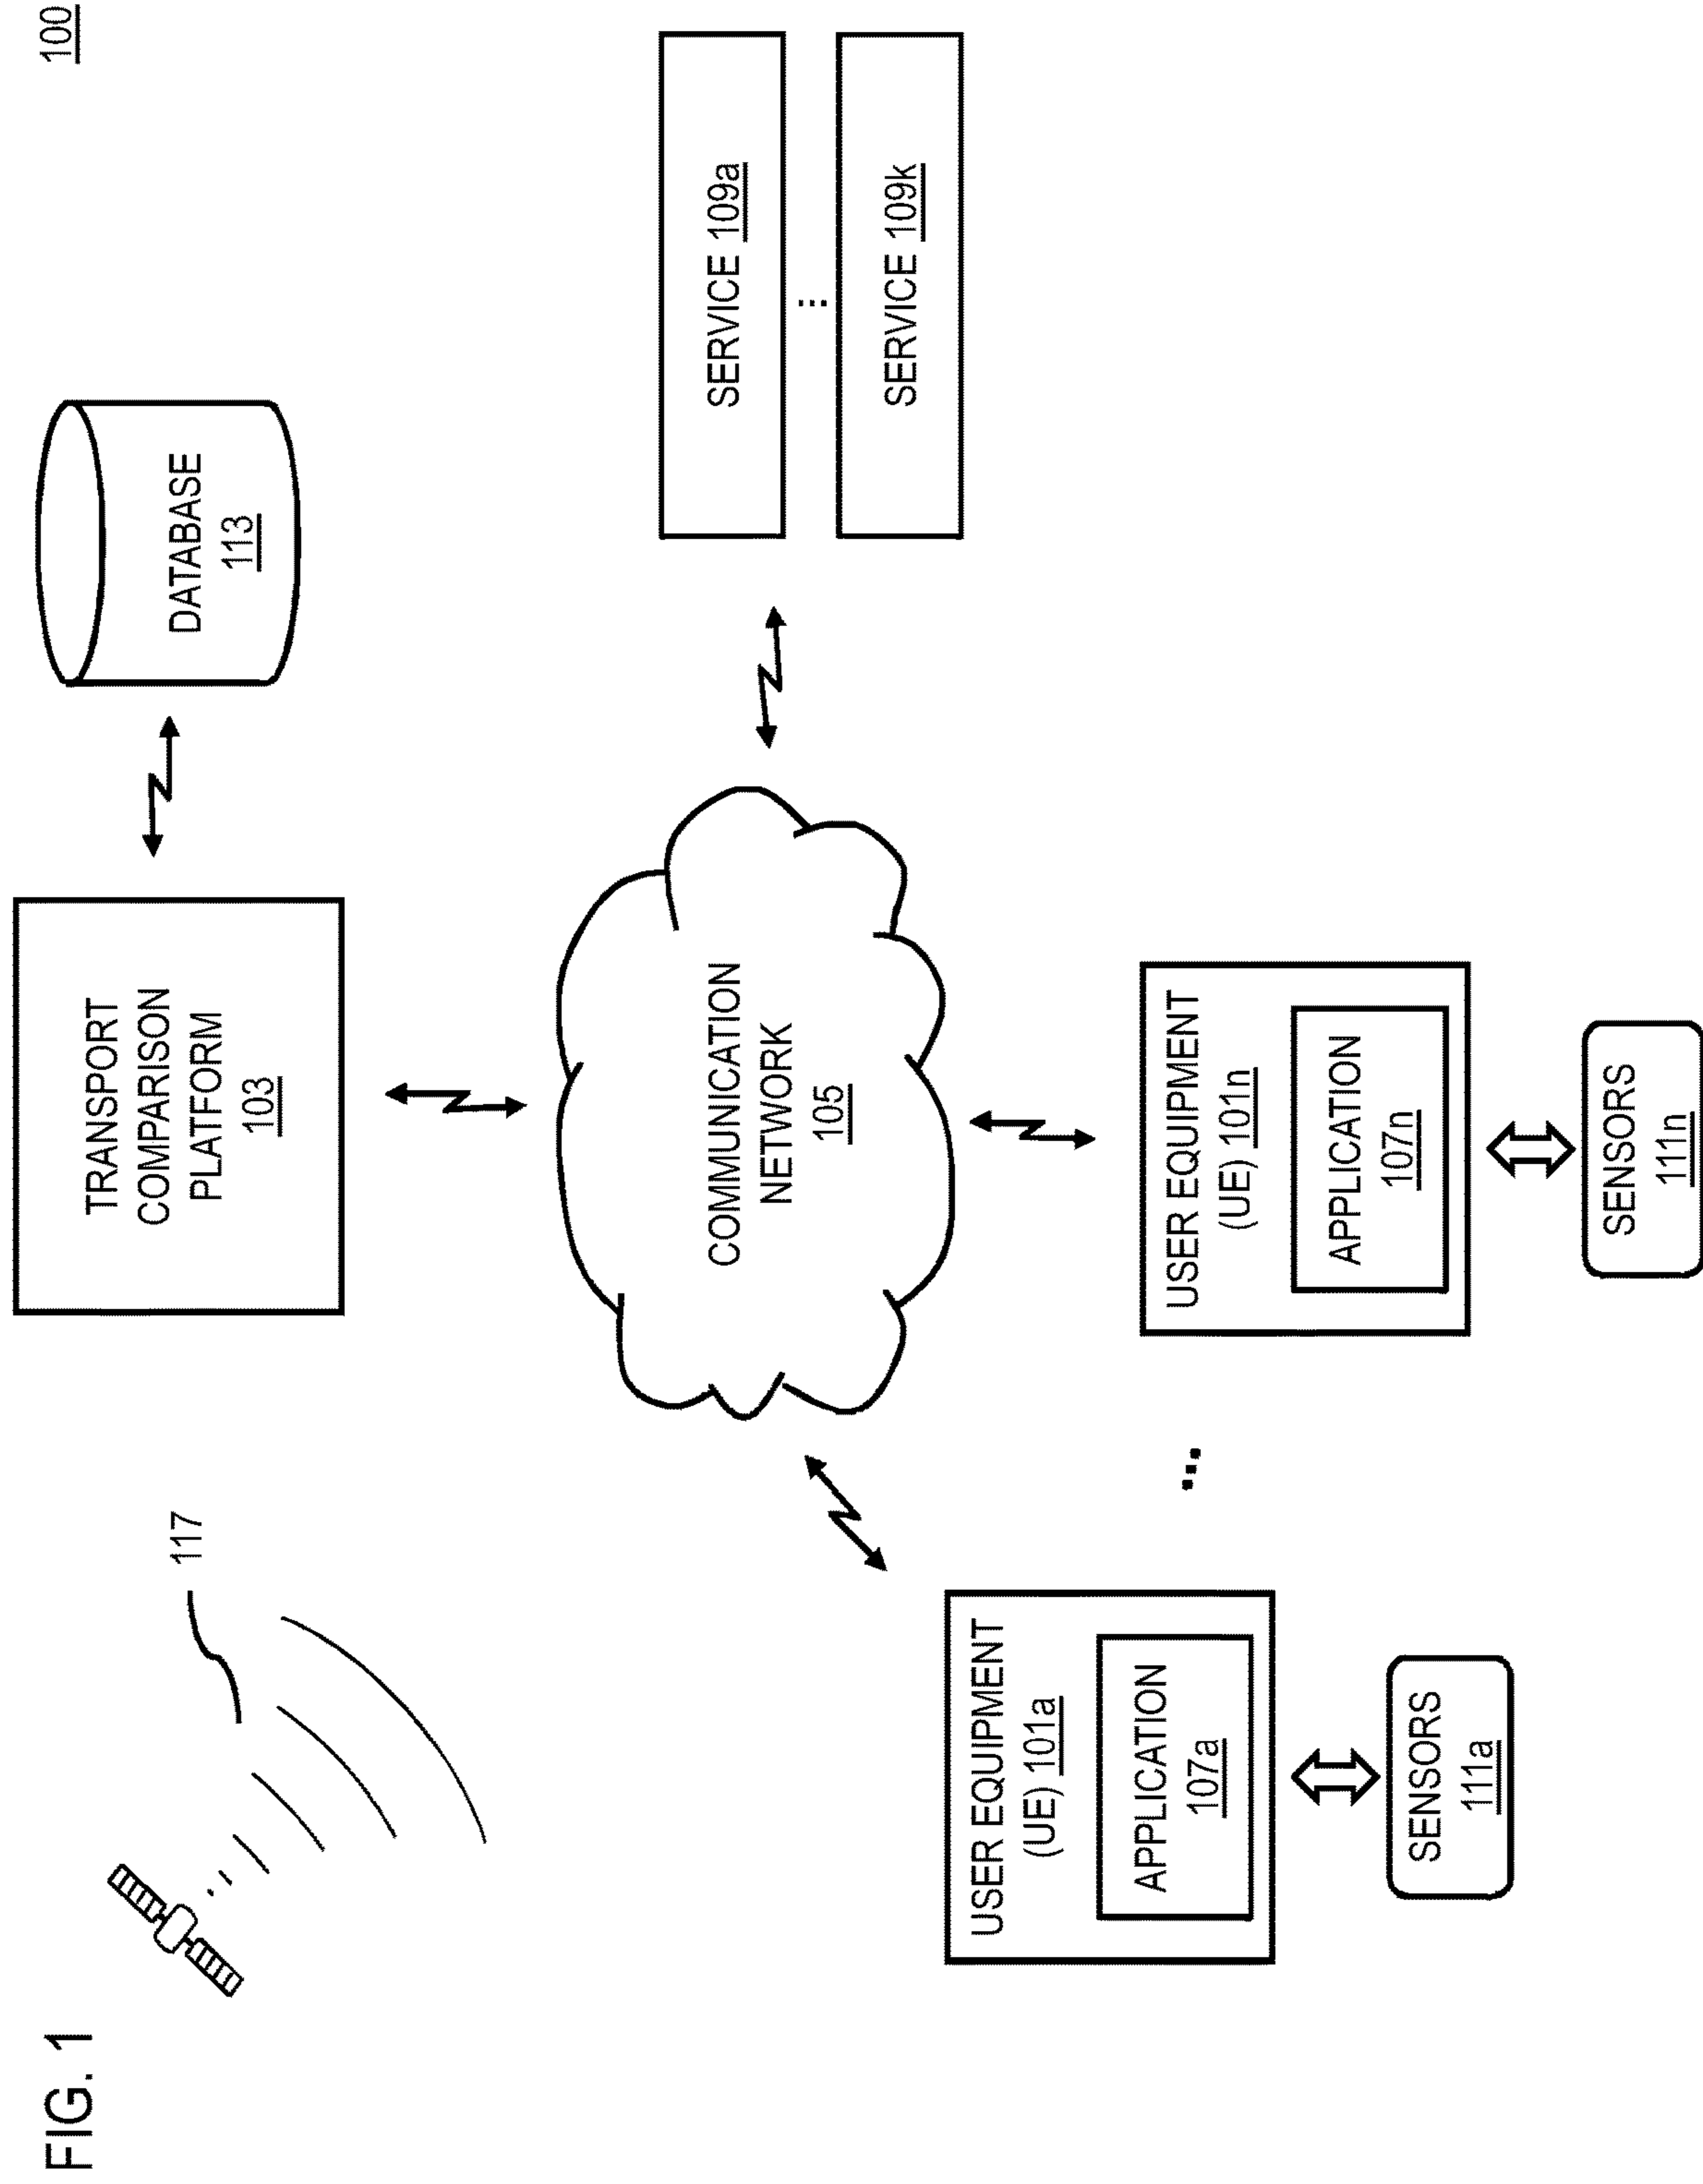 FIG. 1
100
117
TRANSPORT
COMPARISON
PLATFORM
103
DATABASE
113
COMMUNICATION
NETWORK
105
SERVICE 109a
...
SERVICE 109k
USER EQUIPMENT
(UE) 101a
APPLICATION
107a
SENSORS
111a
...
USER EQUIPMENT
(UE) 101n
APPLICATION
107n
SENSORS
111n